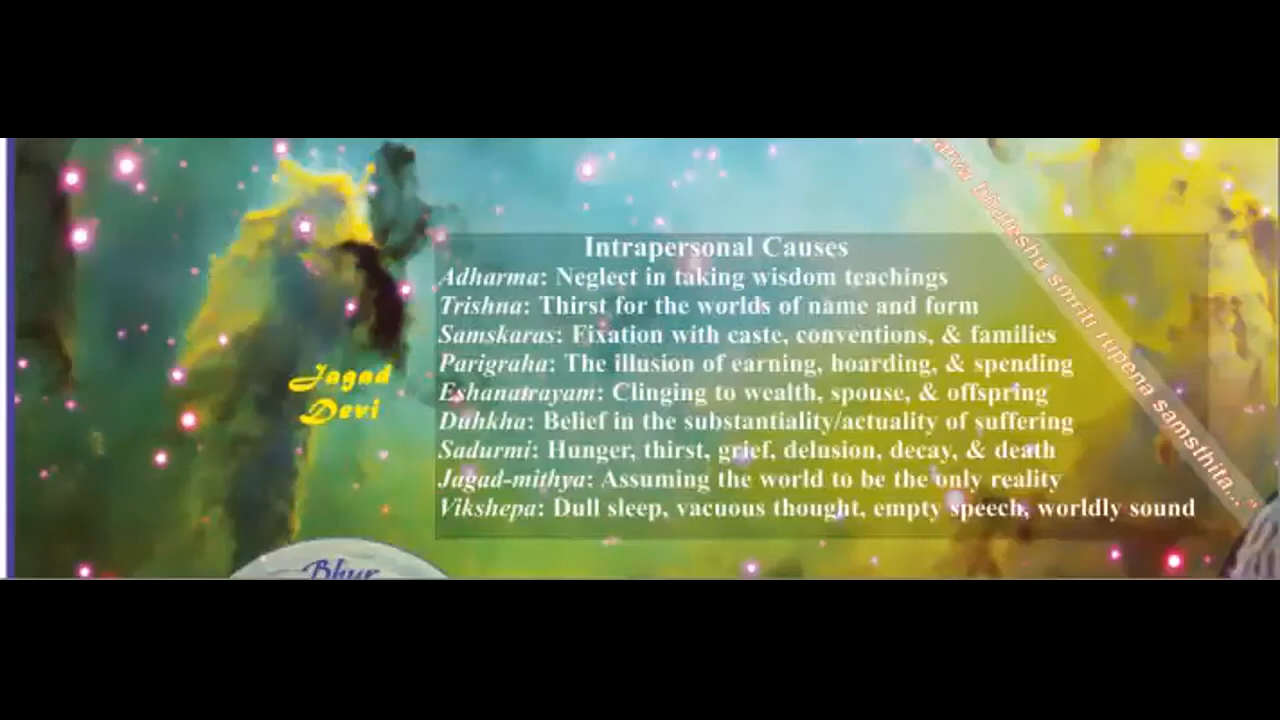 Intrapersonal Causes
Adharma: Neglect in taking wisdom teachings
Trishna: Thirst for the worlds of name and form
Samskaras: Fixation with caste, conventions, & families
Parigraha: The illusion of earning, hoarding, & spending
Eshanatrayam: Clinging to wealth, spouse, & offspring
Duhkha: Belief in the substantiality/actuality of suffering
Sadurmi: Hunger, thirst, grief, delusion, decay, & death
Jagad-mithya: Assuming the world to be the only reality
Vikshepa: Dull sleep, vacuous thought, empty speech, worldly sound
Jagad
Devi
Bhur
bhuteshu smrti rupena samsthita..."